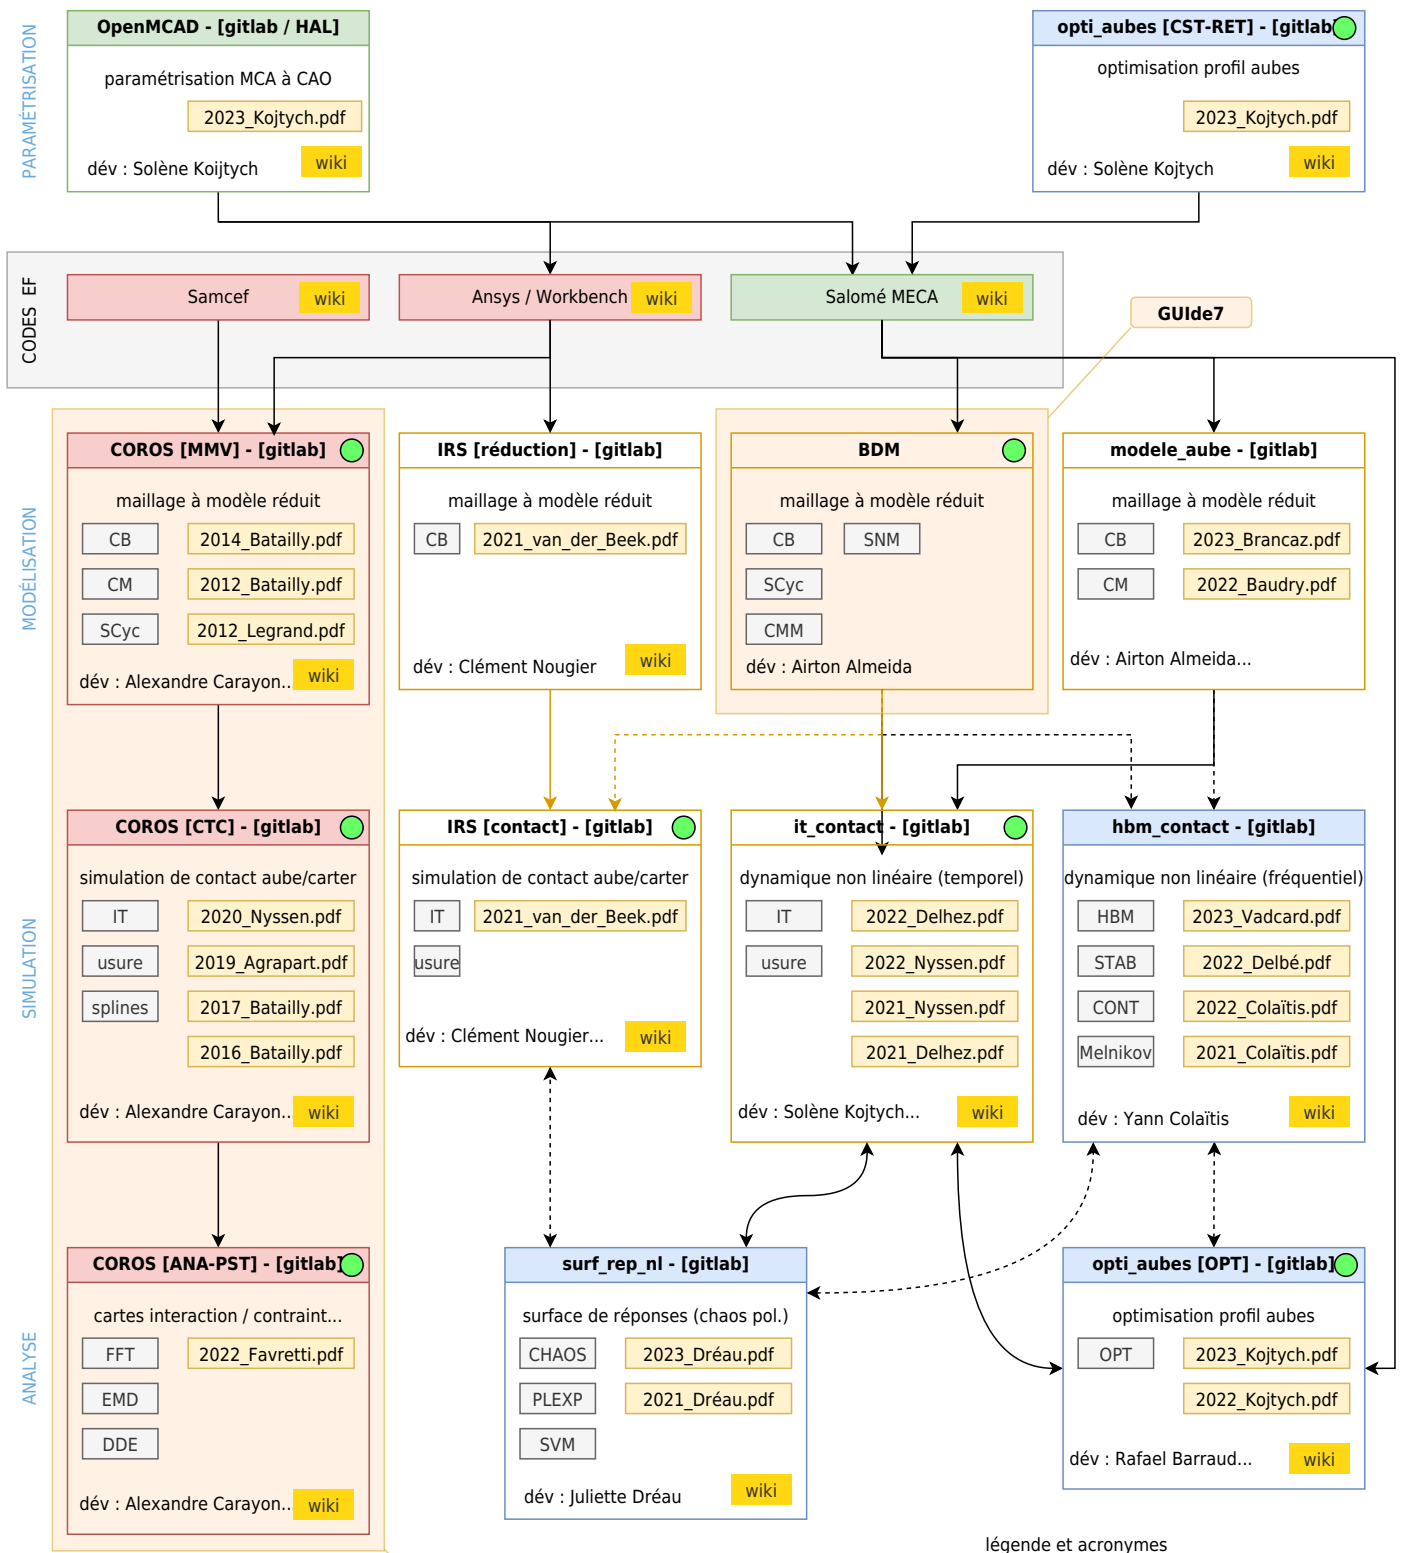 PARAMÉTRISATION
OpenMCAD - [gitlab / HAL]
paramétrisation MCA à CAO
2023_Kojtych.pdf
wiki
dév : Solène Koijtych
opti_aubes [CST-RET] - [gitlab]
optimisation profil aubes
2023_Kojtych.pdf
wiki
dév : Solène Kojtych
CODES EF
Samcef
wiki
Ansys / Workbench
wiki
Salomé MECA
wiki
GUIde7
MODÉLISATION
COROS [MMV] - [gitlab]
maillage à modèle réduit
CB
2014_Batailly.pdf
CM
2012_Batailly.pdf
SCyc
2012_Legrand.pdf
dév : Alexandre Carayon...
wiki
IRS [réduction] - [gitlab]
maillage à modèle réduit
CB
2021_van_der_Beek.pdf
dév : Clément Nougier
wiki
BDM
maillage à modèle réduit
CB
SNM
SCyc
CMM
dév : Airton Almeida
modele_aube - [gitlab]
maillage à modèle réduit
CB
2023_Brancaz.pdf
CM
2022_Baudry.pdf
dév : Airton Almeida...
SIMULATION
COROS [CTC] - [gitlab]
simulation de contact aube/carter
IT
2020_Nyssen.pdf
usure
2019_Agrapart.pdf
splines
2017_Batailly.pdf
2016_Batailly.pdf
dév : Alexandre Carayon...
wiki
IRS [contact] - [gitlab]
simulation de contact aube/carter
IT
2021_van_der_Beek.pdf
usure
dév : Clément Nougier...
wiki
it_contact - [gitlab]
dynamique non linéaire (temporel)
IT
2022_Delhez.pdf
usure
2022_Nyssen.pdf
2021_Nyssen.pdf
2021_Delhez.pdf
dév : Solène Kojtych...
wiki
hbm_contact - [gitlab]
dynamique non linéaire (fréquentiel)
HBM
2023_Vadcard.pdf
STAB
2022_Delbé.pdf
CONT
2022_Colaïtis.pdf
Melnikov
2021_Colaïtis.pdf
dév : Yann Colaïtis
wiki
ANALYSE
COROS [ANA-PST] - [gitlab]
cartes interaction / contraint...
FFT
2022_Favretti.pdf
EMD
DDE
dév : Alexandre Carayon...
wiki
surf_rep_nl - [gitlab]
surface de réponses (chaos pol.)
CHAOS
2023_Dréau.pdf
PLEXP
2021_Dréau.pdf
SVM
dév : Juliette Dréau
wiki
opti_aubes [OPT] - [gitlab]
optimisation profil aubes
OPT
2023_Kojtych.pdf
2022_Kojtych.pdf
dév : Rafael Barraud...
wiki
légende et acronymes